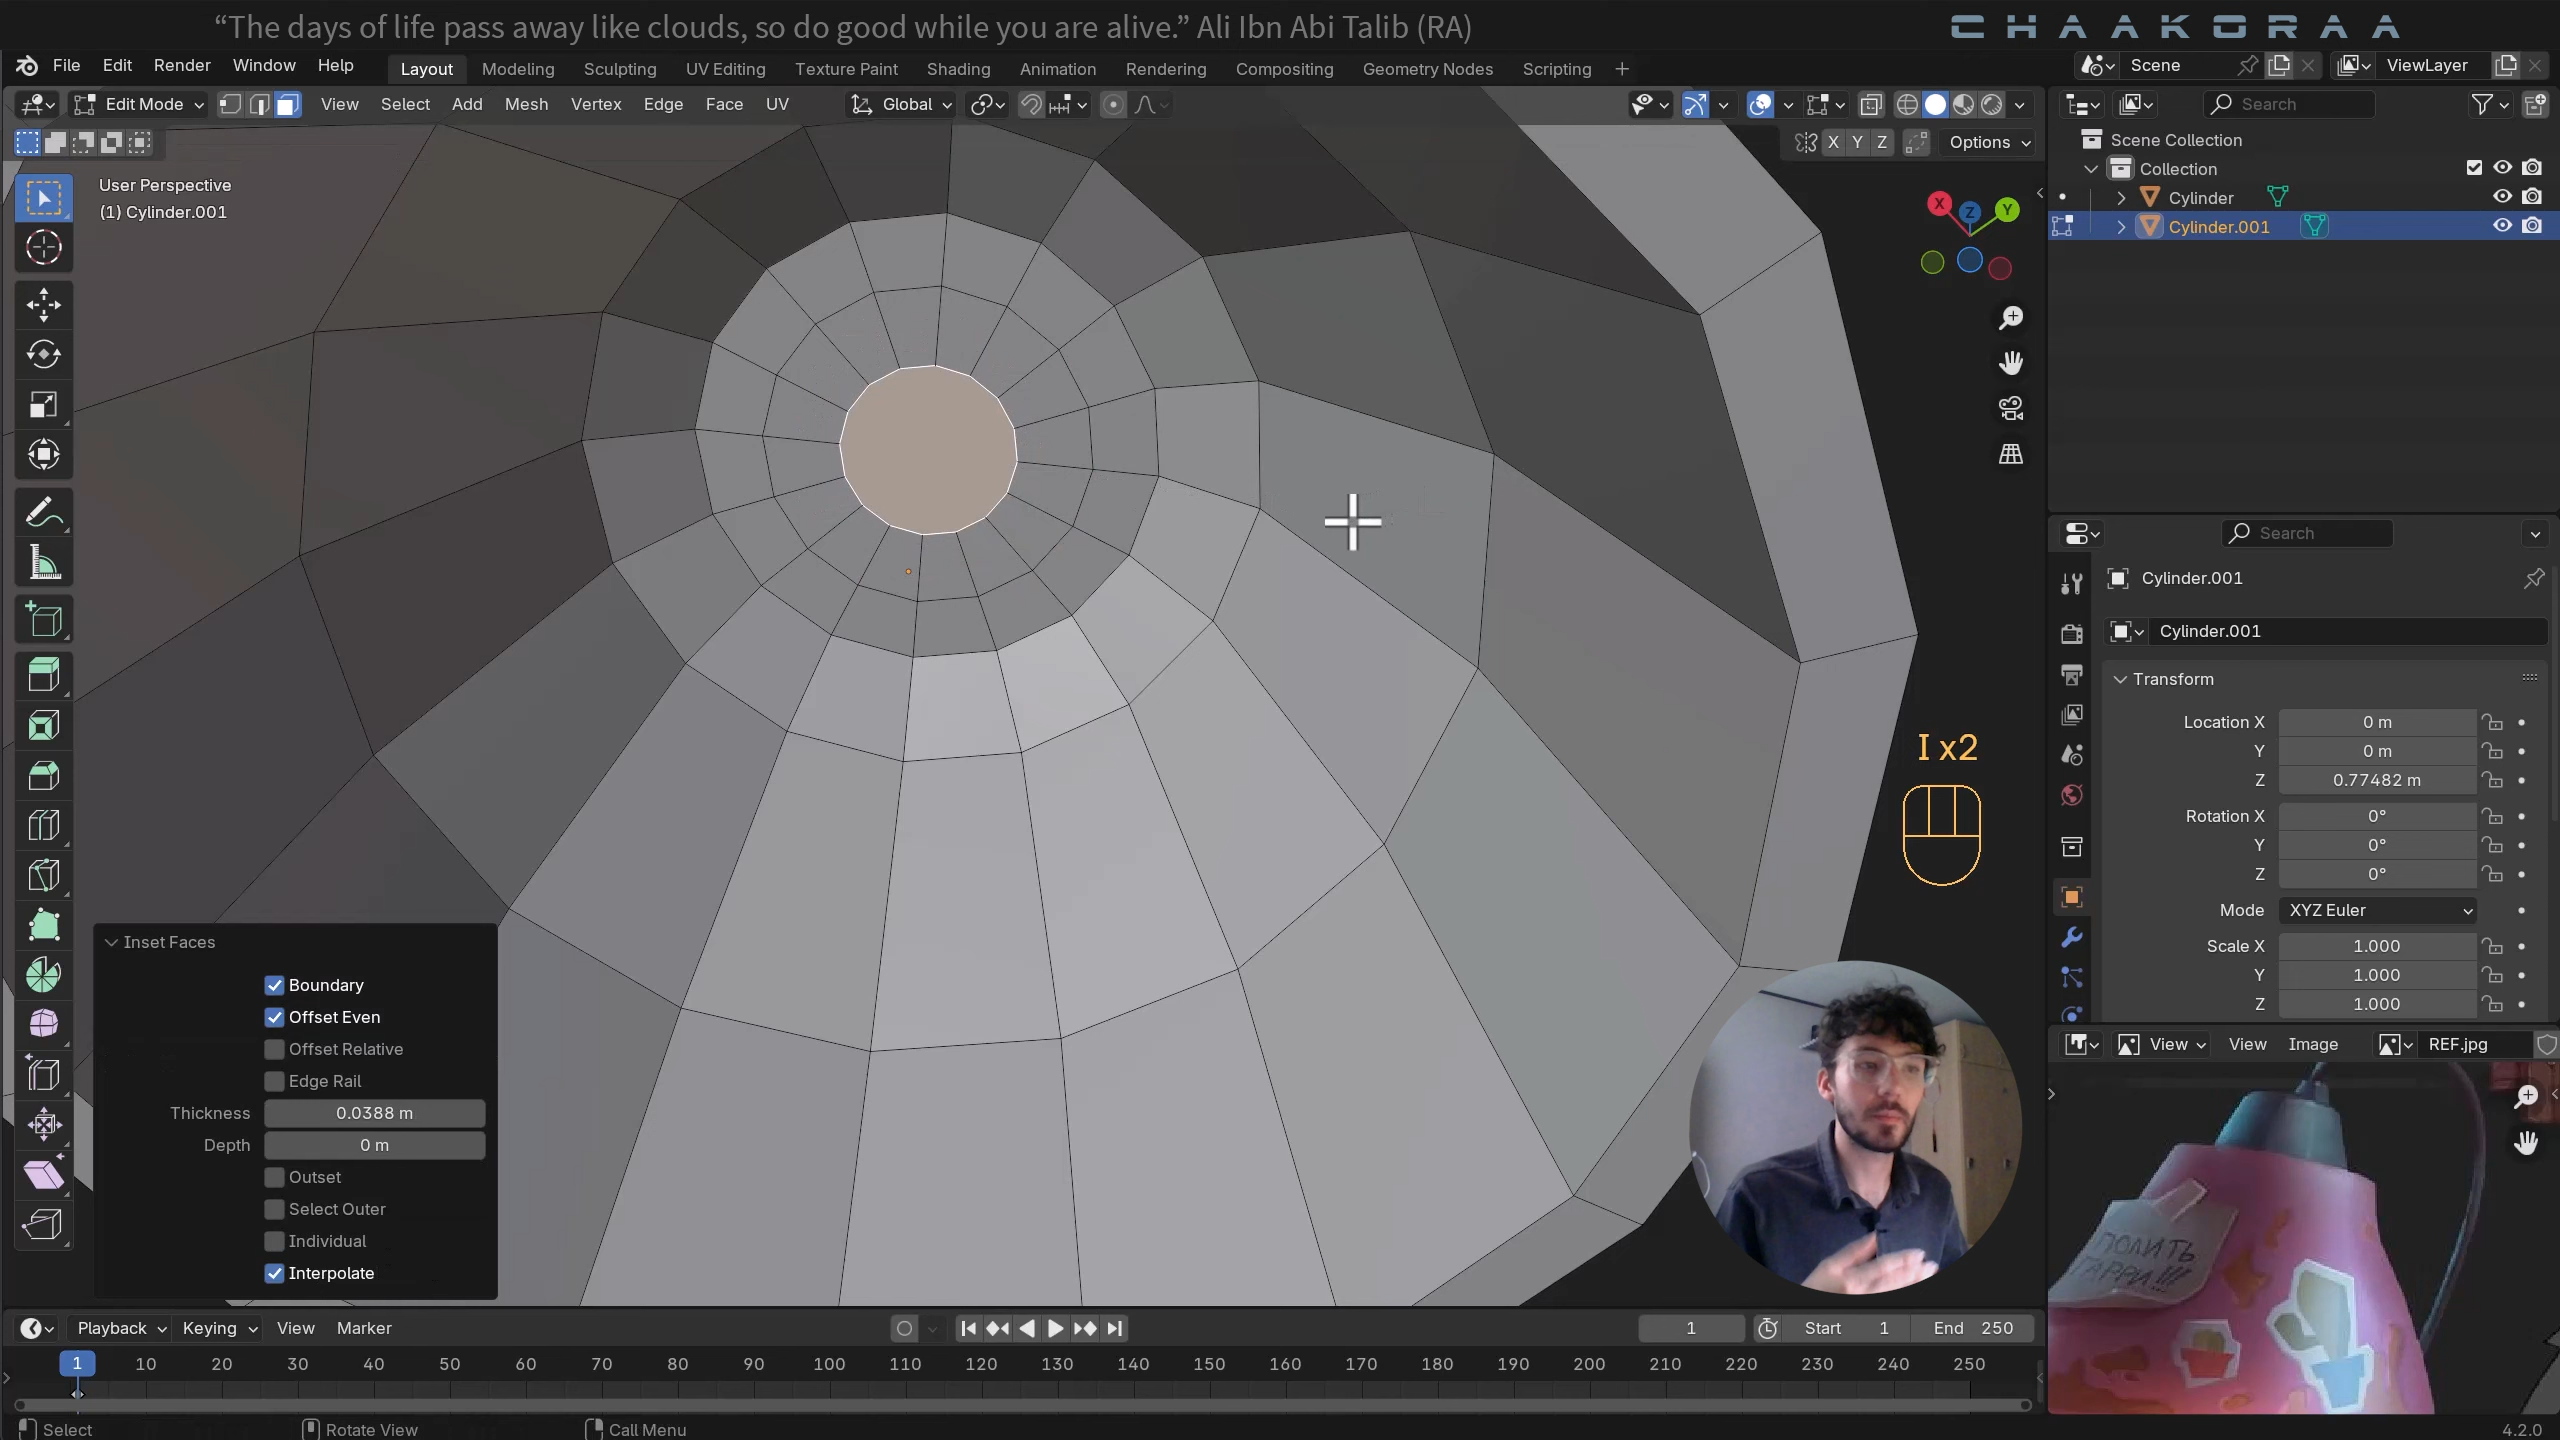 “The days of life pass away like clouds, so do good while you are alive.” Ali Ibn Abi Talib (RA)
CHAAKORAA
File Edit Render Window Help
Layout Modeling Sculpting UV Editing Texture Paint Shading Animation Rendering Compositing Geometry Nodes Scripting +
Scene
ViewLayer
Edit Mode View Select Add Mesh Vertex Edge Face UV
Global
Search
X Y Z Options
User Perspective
(1) Cylinder.001
X Z Y
Scene Collection
Collection
Cylinder
Cylinder.001
Search
Cylinder.001
Cylinder.001
Transform
Location X 0 m
Y 0 m
Z 0.77482 m
Rotation X 0°
Y 0°
Z 0°
Mode XYZ Euler
Scale X 1.000
Y 1.000
Z 1.000
I x2
Inset Faces
Boundary
Offset Even
Offset Relative
Edge Rail
Thickness 0.0388 m
Depth 0 m
Outset
Select Outer
Individual
Interpolate
View View Image REF.jpg
ПОЛИТЬ
ГАРРИ!!!
Playback Keying View Marker
1 Start 1 End 250
1 10 20 30 40 50 60 70 80 90 100 110 120 130 140 150 160 170 180 190 200 210 220 230 240 250
Select Rotate View Call Menu
4.2.0